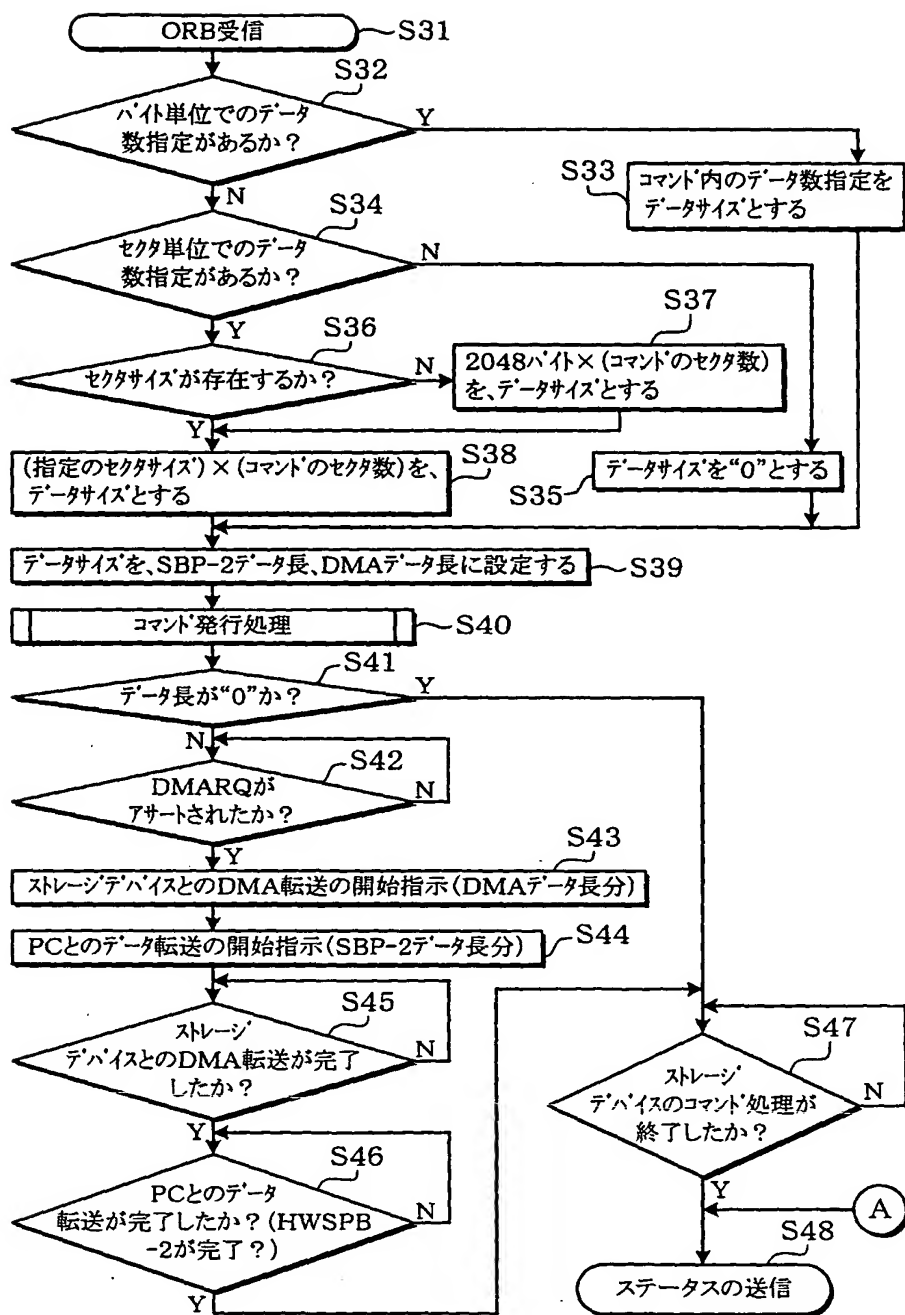 ORB受信
S31
S32
バイト単位でのデータ
数指定があるか？
Y
S33
コマンド内のデータ数指定を
データサイズとする
N
S34
セクタ単位でのデータ
数指定があるか？
N
Y
S36
セクタサイズが存在するか？
N
S37
2048バイト×(コマンドのセクタ数)
を、データサイズとする
Y
(指定のセクタサイズ)×(コマンドのセクタ数)を、
データサイズとする
S38
データサイズを“0”とする
S35
データサイズを、SBP-2データ長、DMAデータ長に設定する
S39
コマンド発行処理
S40
S41
データ長が“0”か？
Y
N
S42
DMARQが
アサートされたか？
N
Y
S43
ストレージデバイスとのDMA転送の開始指示(DMAデータ長分)
PCとのデータ転送の開始指示(SBP-2データ長分)
S44
S45
ストレージ
デバイスとのDMA転送が完了
したか？
N
Y
S46
PCとのデータ
転送が完了したか？(HWSPB
-2が完了？)
N
Y
S47
ストレージ
デバイスのコマンド処理が
終了したか？
N
Y
A
S48
ステータスの送信